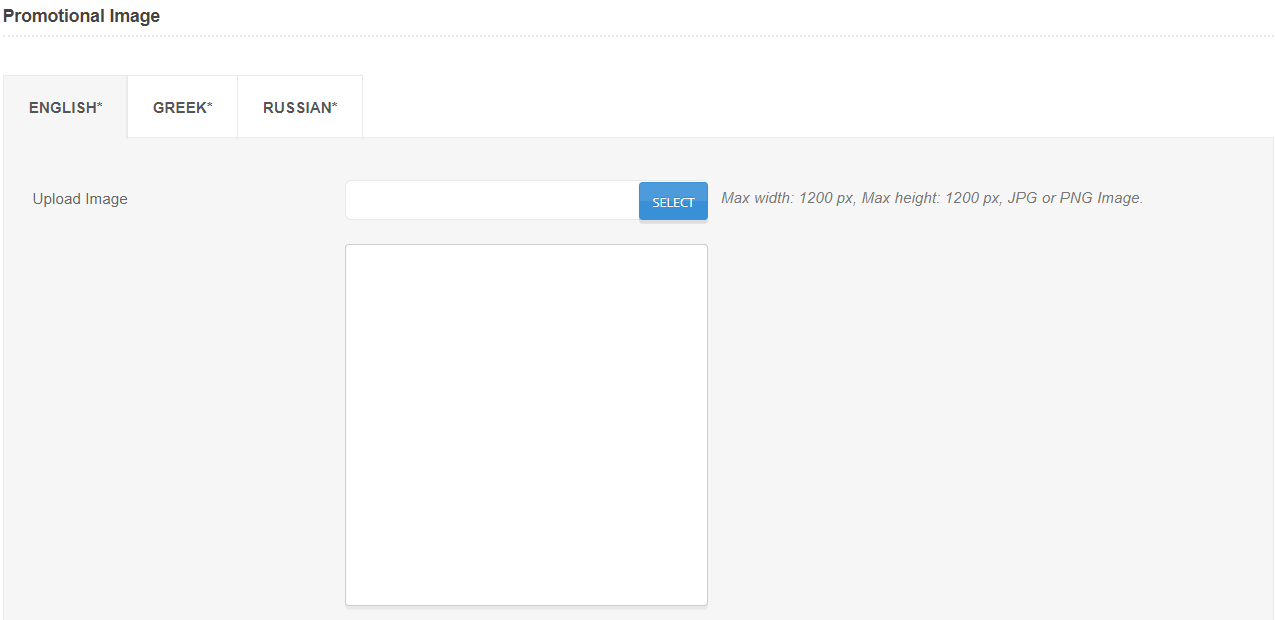 Promotional Image
ENGLISH* GREEK* RUSSIAN*
Upload Image SELECT Max width: 1200 px, Max height: 1200 px, JPG or PNG Image.